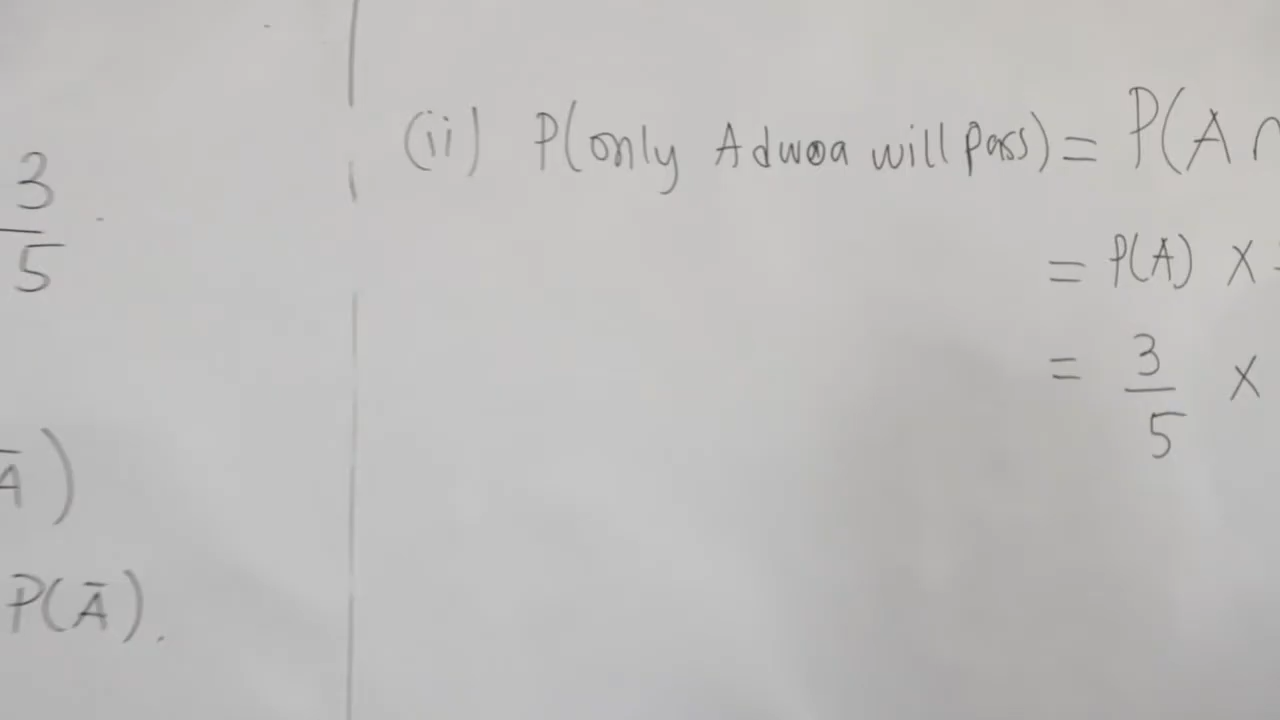 3
5
Ā)
P(Ā).
(ii) P(only Adwoa will pass) = P(A ∩
= P(A) ×
= 3/5 ×